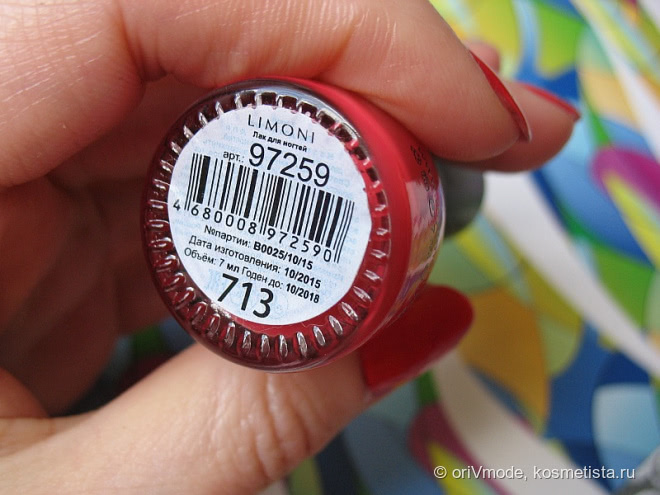 LIMONI
Лак для ногтей
арт.: 97259
4 680008 972590
№партии: B0025/10/15
Дата изготовления: 10/2015
Объём: 7 мл Годен до: 10/2018
713
© oriVmode, kosmetista.ru